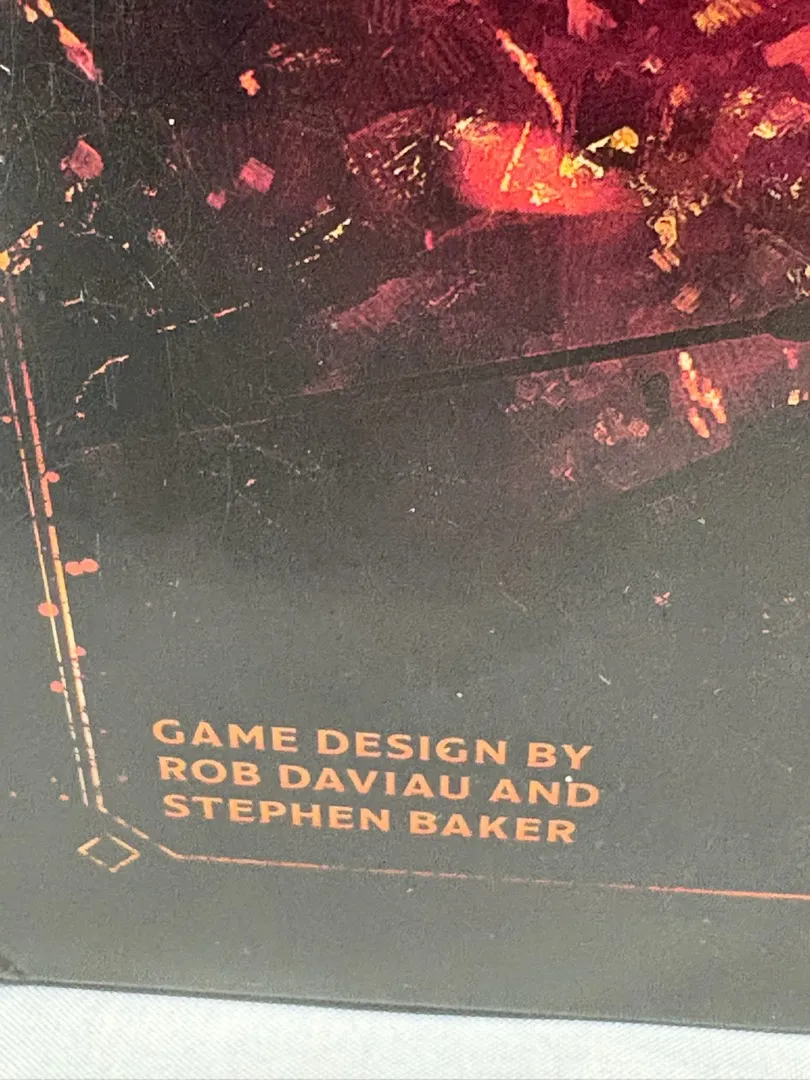 GAME DESIGN BY
ROB DAVIAU AND
STEPHEN BAKER